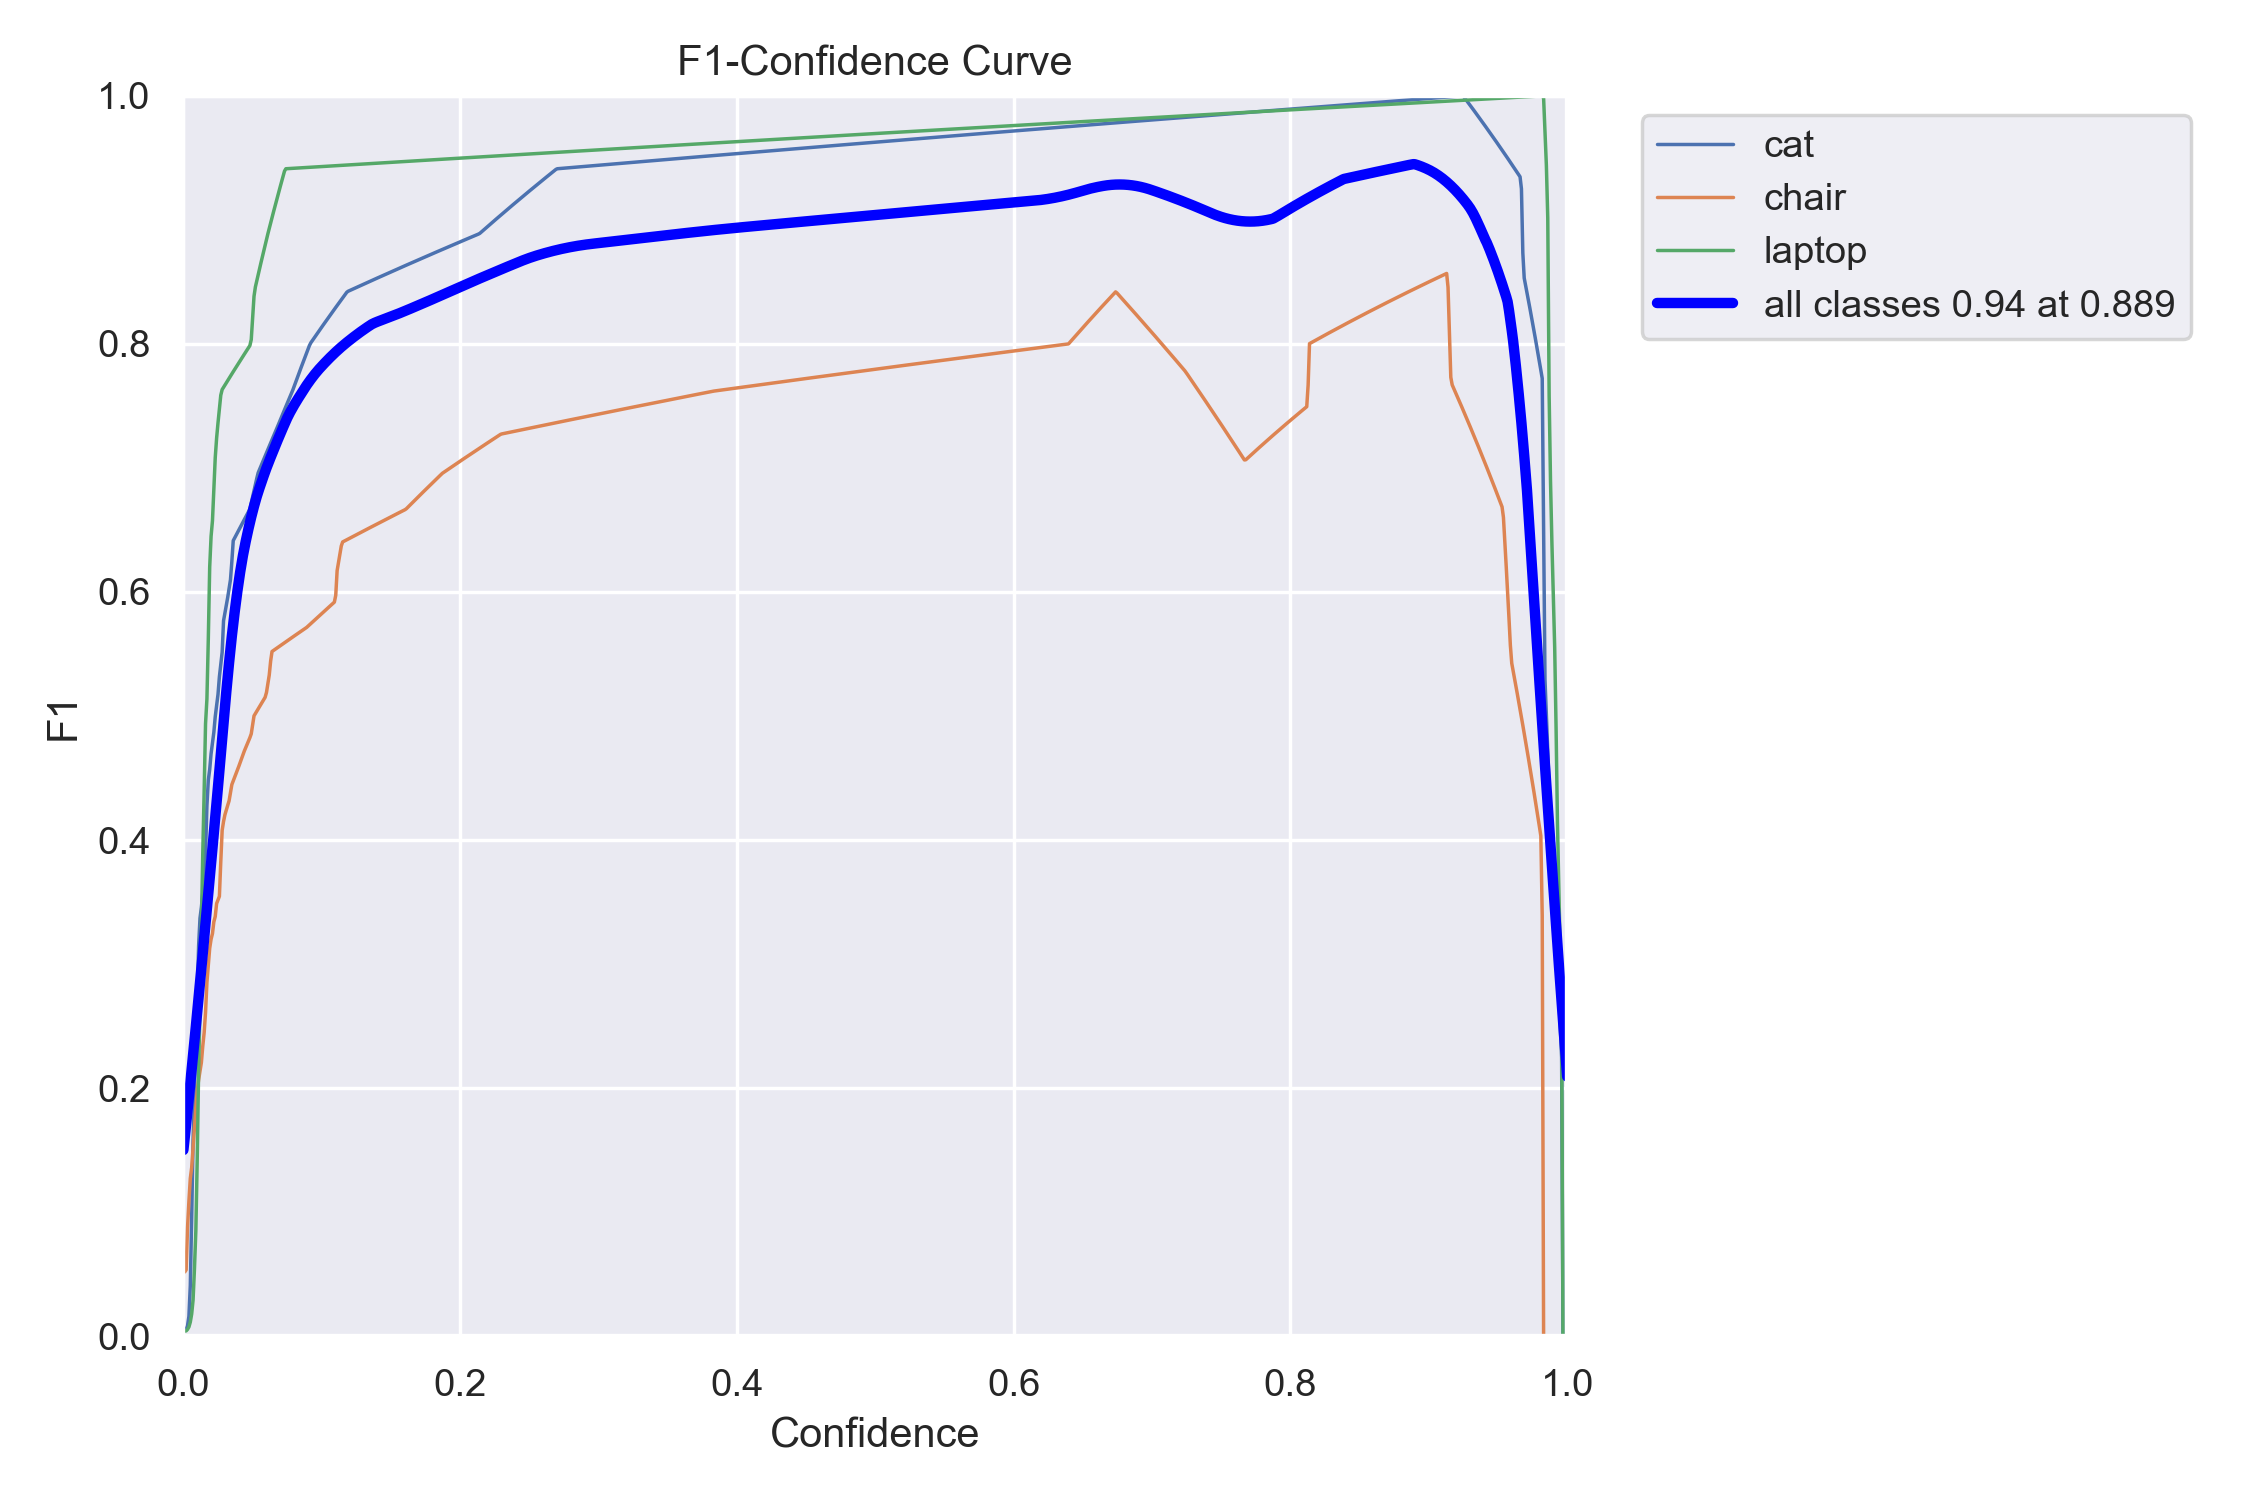 F1-Confidence Curve
1.0
0.8
0.6
0.4
0.2
0.0
F1
0.0 0.2 0.4 0.6 0.8 1.0
Confidence
cat
chair
laptop
all classes 0.94 at 0.889